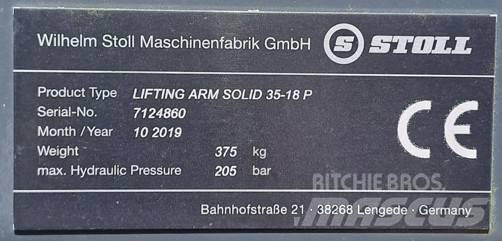 Wilhelm Stoll Maschinenfabrik GmbH S STOLL
Product Type LIFTING ARM SOLID 35-18 P
Serial-No. 7124860
Month / Year 10 2019
Weight 375 kg
max. Hydraulic Pressure 205 bar
CE
RITCHIE BROS.
MASCUS
Bahnhofstraße 21 · 38268 Lengede · Germany